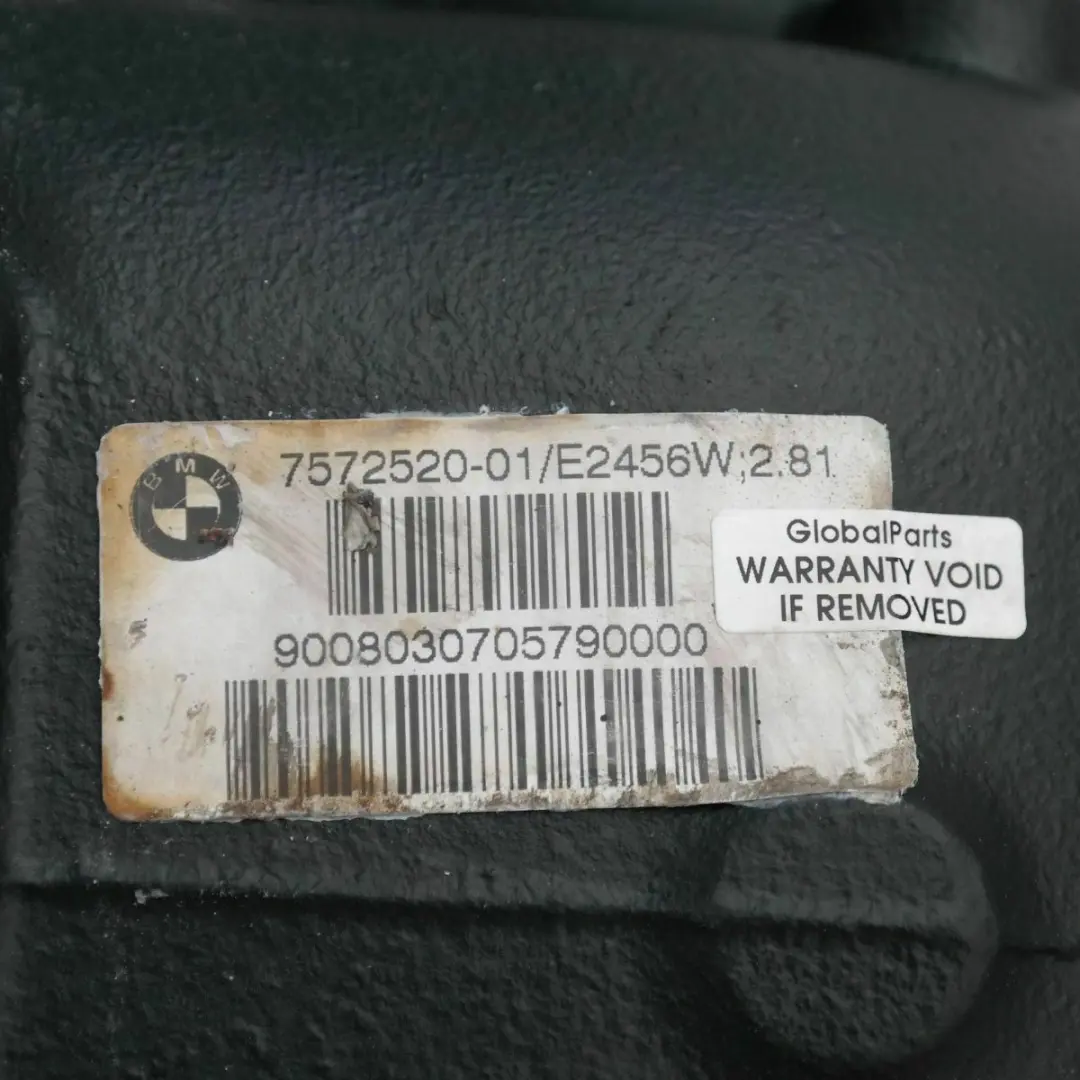 BMW
7572520-01/E2456W;2.81
9008030705790000
GlobalParts
WARRANTY VOID
IF REMOVED